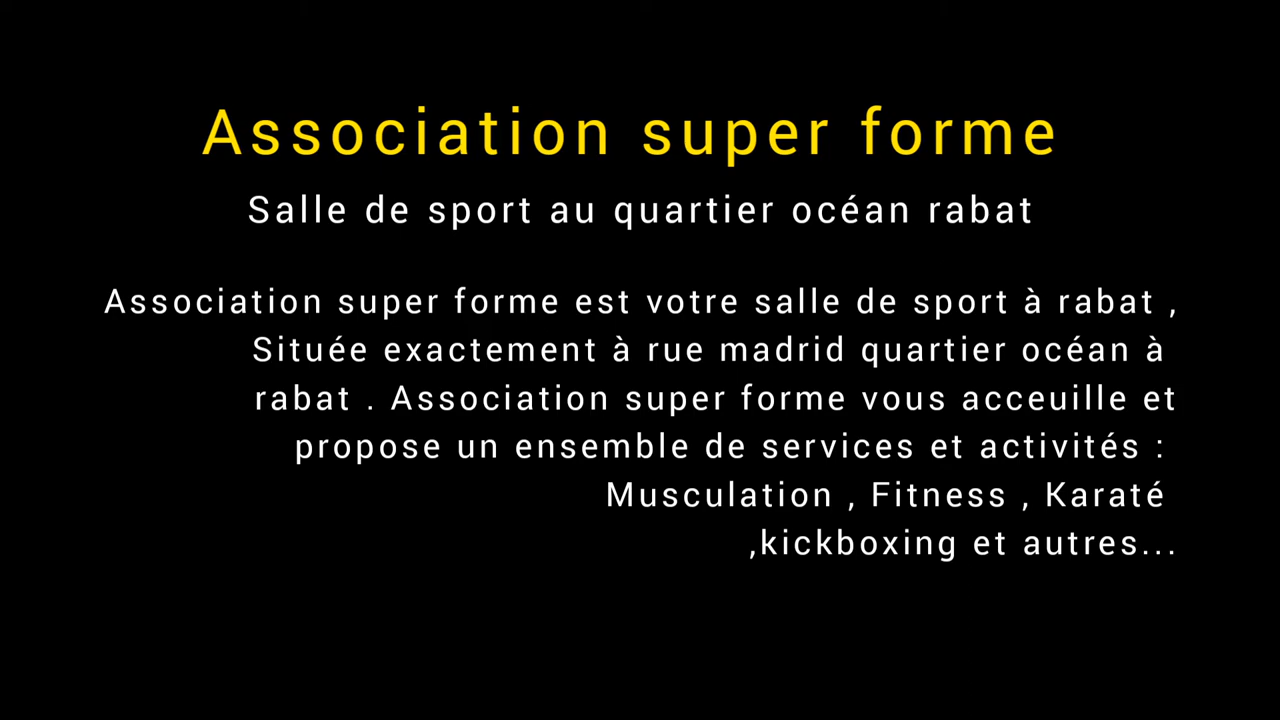 Association super forme
Salle de sport au quartier océan rabat
Association super forme est votre salle de sport à rabat ,
Située exactement à rue madrid quartier océan à
rabat . Association super forme vous acceuille et
propose un ensemble de services et activités :
Musculation , Fitness , Karaté
,kickboxing et autres...